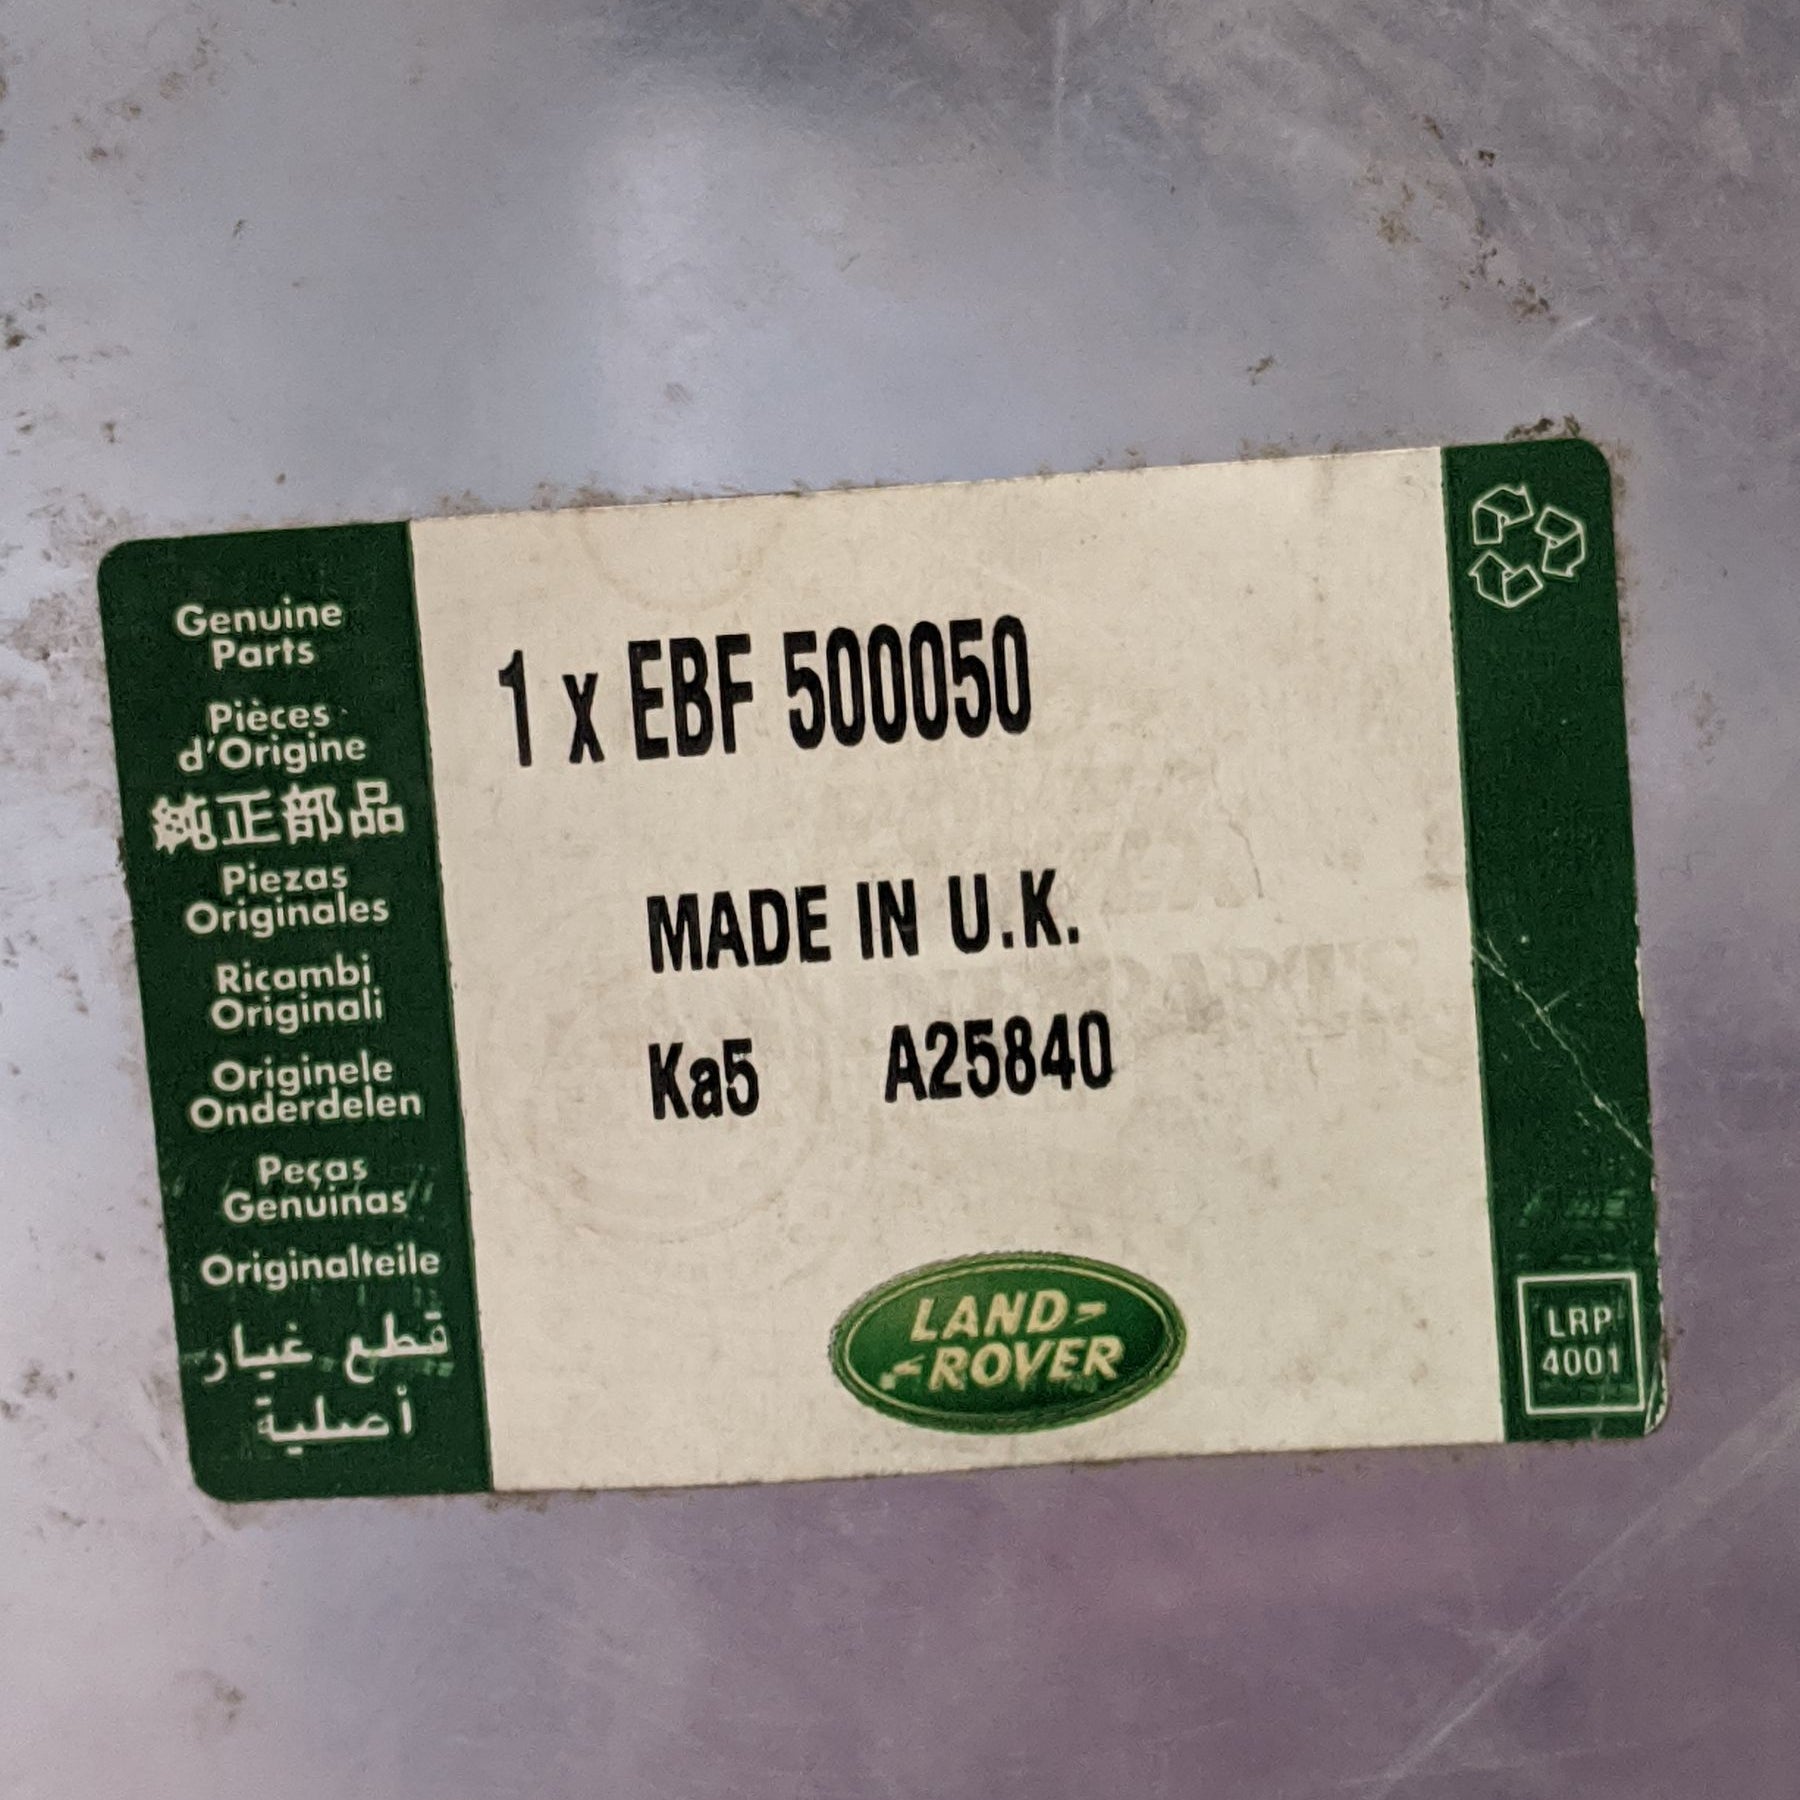 Genuine
Parts
Pièces
d'Origine
純正部品
Piezas
Originales
Ricambi
Originali
Originele
Onderdelen
Peças
Genuinas
Originalteile
قطع غيار
أصلية
1 x EBF 500050
MADE IN U.K.
Ka5 A25840
LAND-
-ROVER
LRP
4001